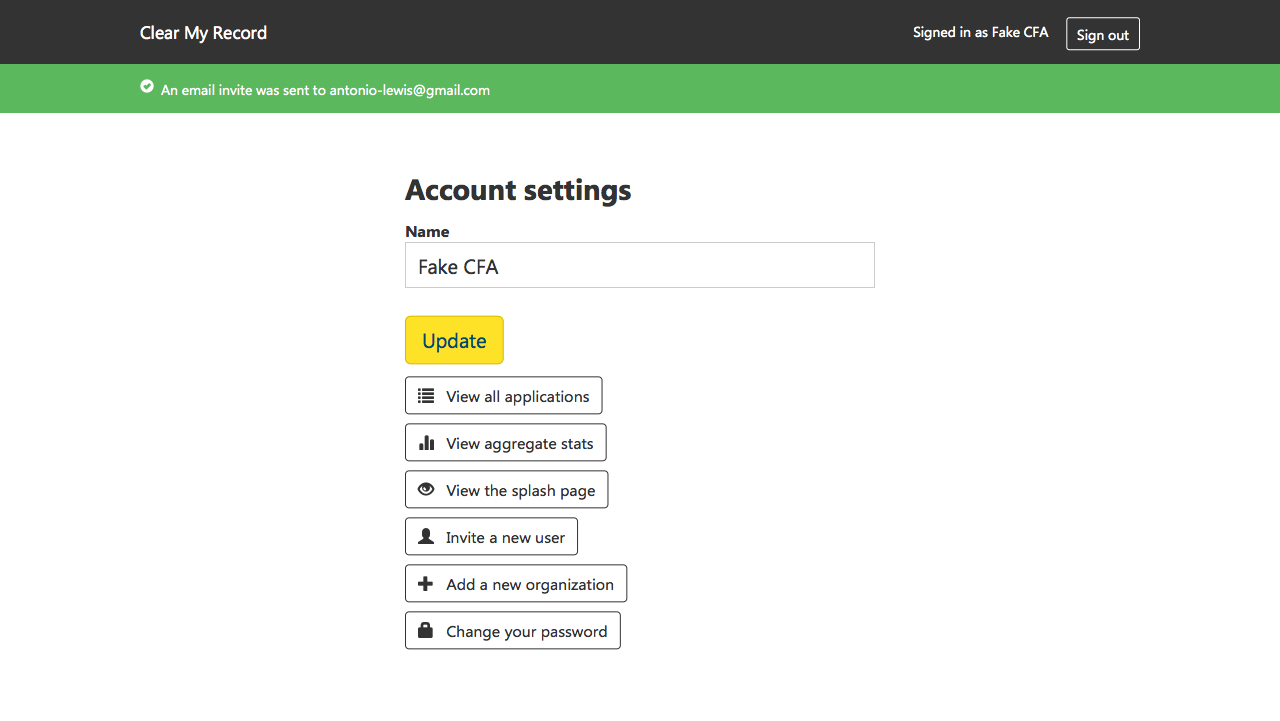 Clear My Record
Signed in as Fake CFA
Sign out
An email invite was sent to antonio-lewis@gmail.com
Account settings
Name
Fake CFA
Update
View all applications
View aggregate stats
View the splash page
Invite a new user
Add a new organization
Change your password